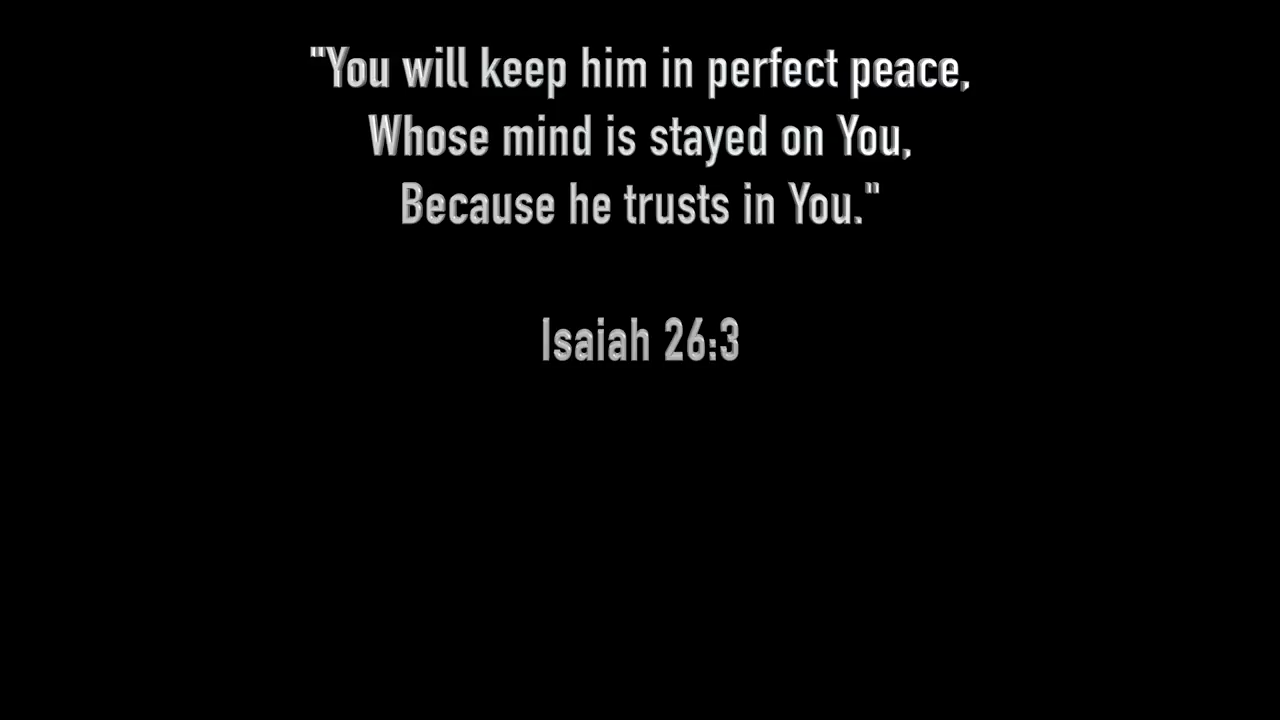 "You will keep him in perfect peace,
Whose mind is stayed on You,
Because he trusts in You."
Isaiah 26:3